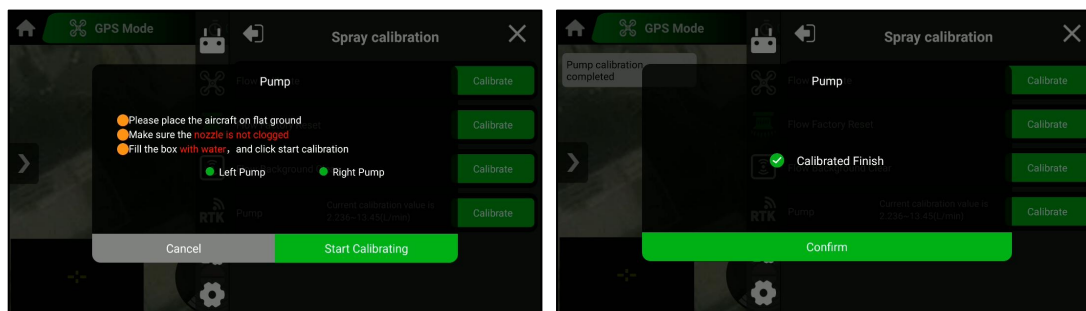 GPS Mode
Spray calibration
Pump
Calibrate
Please place the aircraft on flat ground
Make sure the nozzle is not clogged
Calibrate
Fill the box with water，and click start calibration
Left Pump
Right Pump
Calibrate
RTK
Pump
Current calibration value is
2.236~13.45(L/min)
Calibrate
Cancel
Start Calibrating
GPS Mode
Spray calibration
Pump calibration
completed
Pump
Calibrate
Flow Factory Reset
Calibrate
Calibrated Finish
Flow Background
Calibrate
RTK
Pump
Current calibration value is
2.236~13.45(L/min)
Calibrate
Confirm